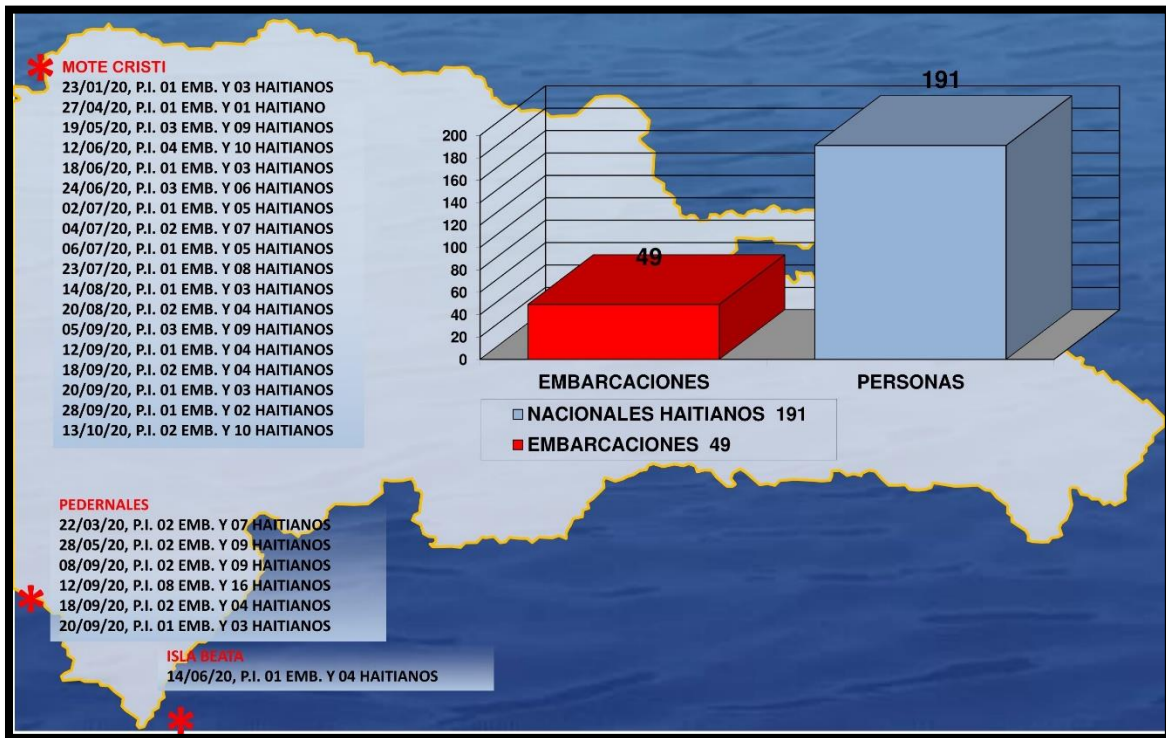 MOTE CRISTI
23/01/20, P.I. 01 EMB. Y 03 HAITIANOS
27/04/20, P.I. 01 EMB. Y 01 HAITIANO
19/05/20, P.I. 03 EMB. Y 09 HAITIANOS
12/06/20, P.I. 04 EMB. Y 10 HAITIANOS
18/06/20, P.I. 01 EMB. Y 03 HAITIANOS
24/06/20, P.I. 03 EMB. Y 06 HAITIANOS
02/07/20, P.I. 01 EMB. Y 05 HAITIANOS
04/07/20, P.I. 02 EMB. Y 07 HAITIANOS
06/07/20, P.I. 01 EMB. Y 05 HAITIANOS
23/07/20, P.I. 01 EMB. Y 08 HAITIANOS
14/08/20, P.I. 01 EMB. Y 03 HAITIANOS
20/08/20, P.I. 02 EMB. Y 04 HAITIANOS
05/09/20, P.I. 03 EMB. Y 09 HAITIANOS
12/09/20, P.I. 01 EMB. Y 04 HAITIANOS
18/09/20, P.I. 02 EMB. Y 04 HAITIANOS
20/09/20, P.I. 01 EMB. Y 03 HAITIANOS
28/09/20, P.I. 01 EMB. Y 02 HAITIANOS
13/10/20, P.I. 02 EMB. Y 10 HAITIANOS
191
49
200
180
160
140
120
100
80
60
40
20
0
EMBARCACIONES PERSONAS
NACIONALES HAITIANOS 191
EMBARCACIONES 49
PEDERNALES
22/03/20, P.I. 02 EMB. Y 07 HAITIANOS
28/05/20, P.I. 02 EMB. Y 09 HAITIANOS
08/09/20, P.I. 02 EMB. Y 09 HAITIANOS
12/09/20, P.I. 08 EMB. Y 16 HAITIANOS
18/09/20, P.I. 02 EMB. Y 04 HAITIANOS
20/09/20, P.I. 01 EMB. Y 03 HAITIANOS
ISLA BEATA
14/06/20, P.I. 01 EMB. Y 04 HAITIANOS